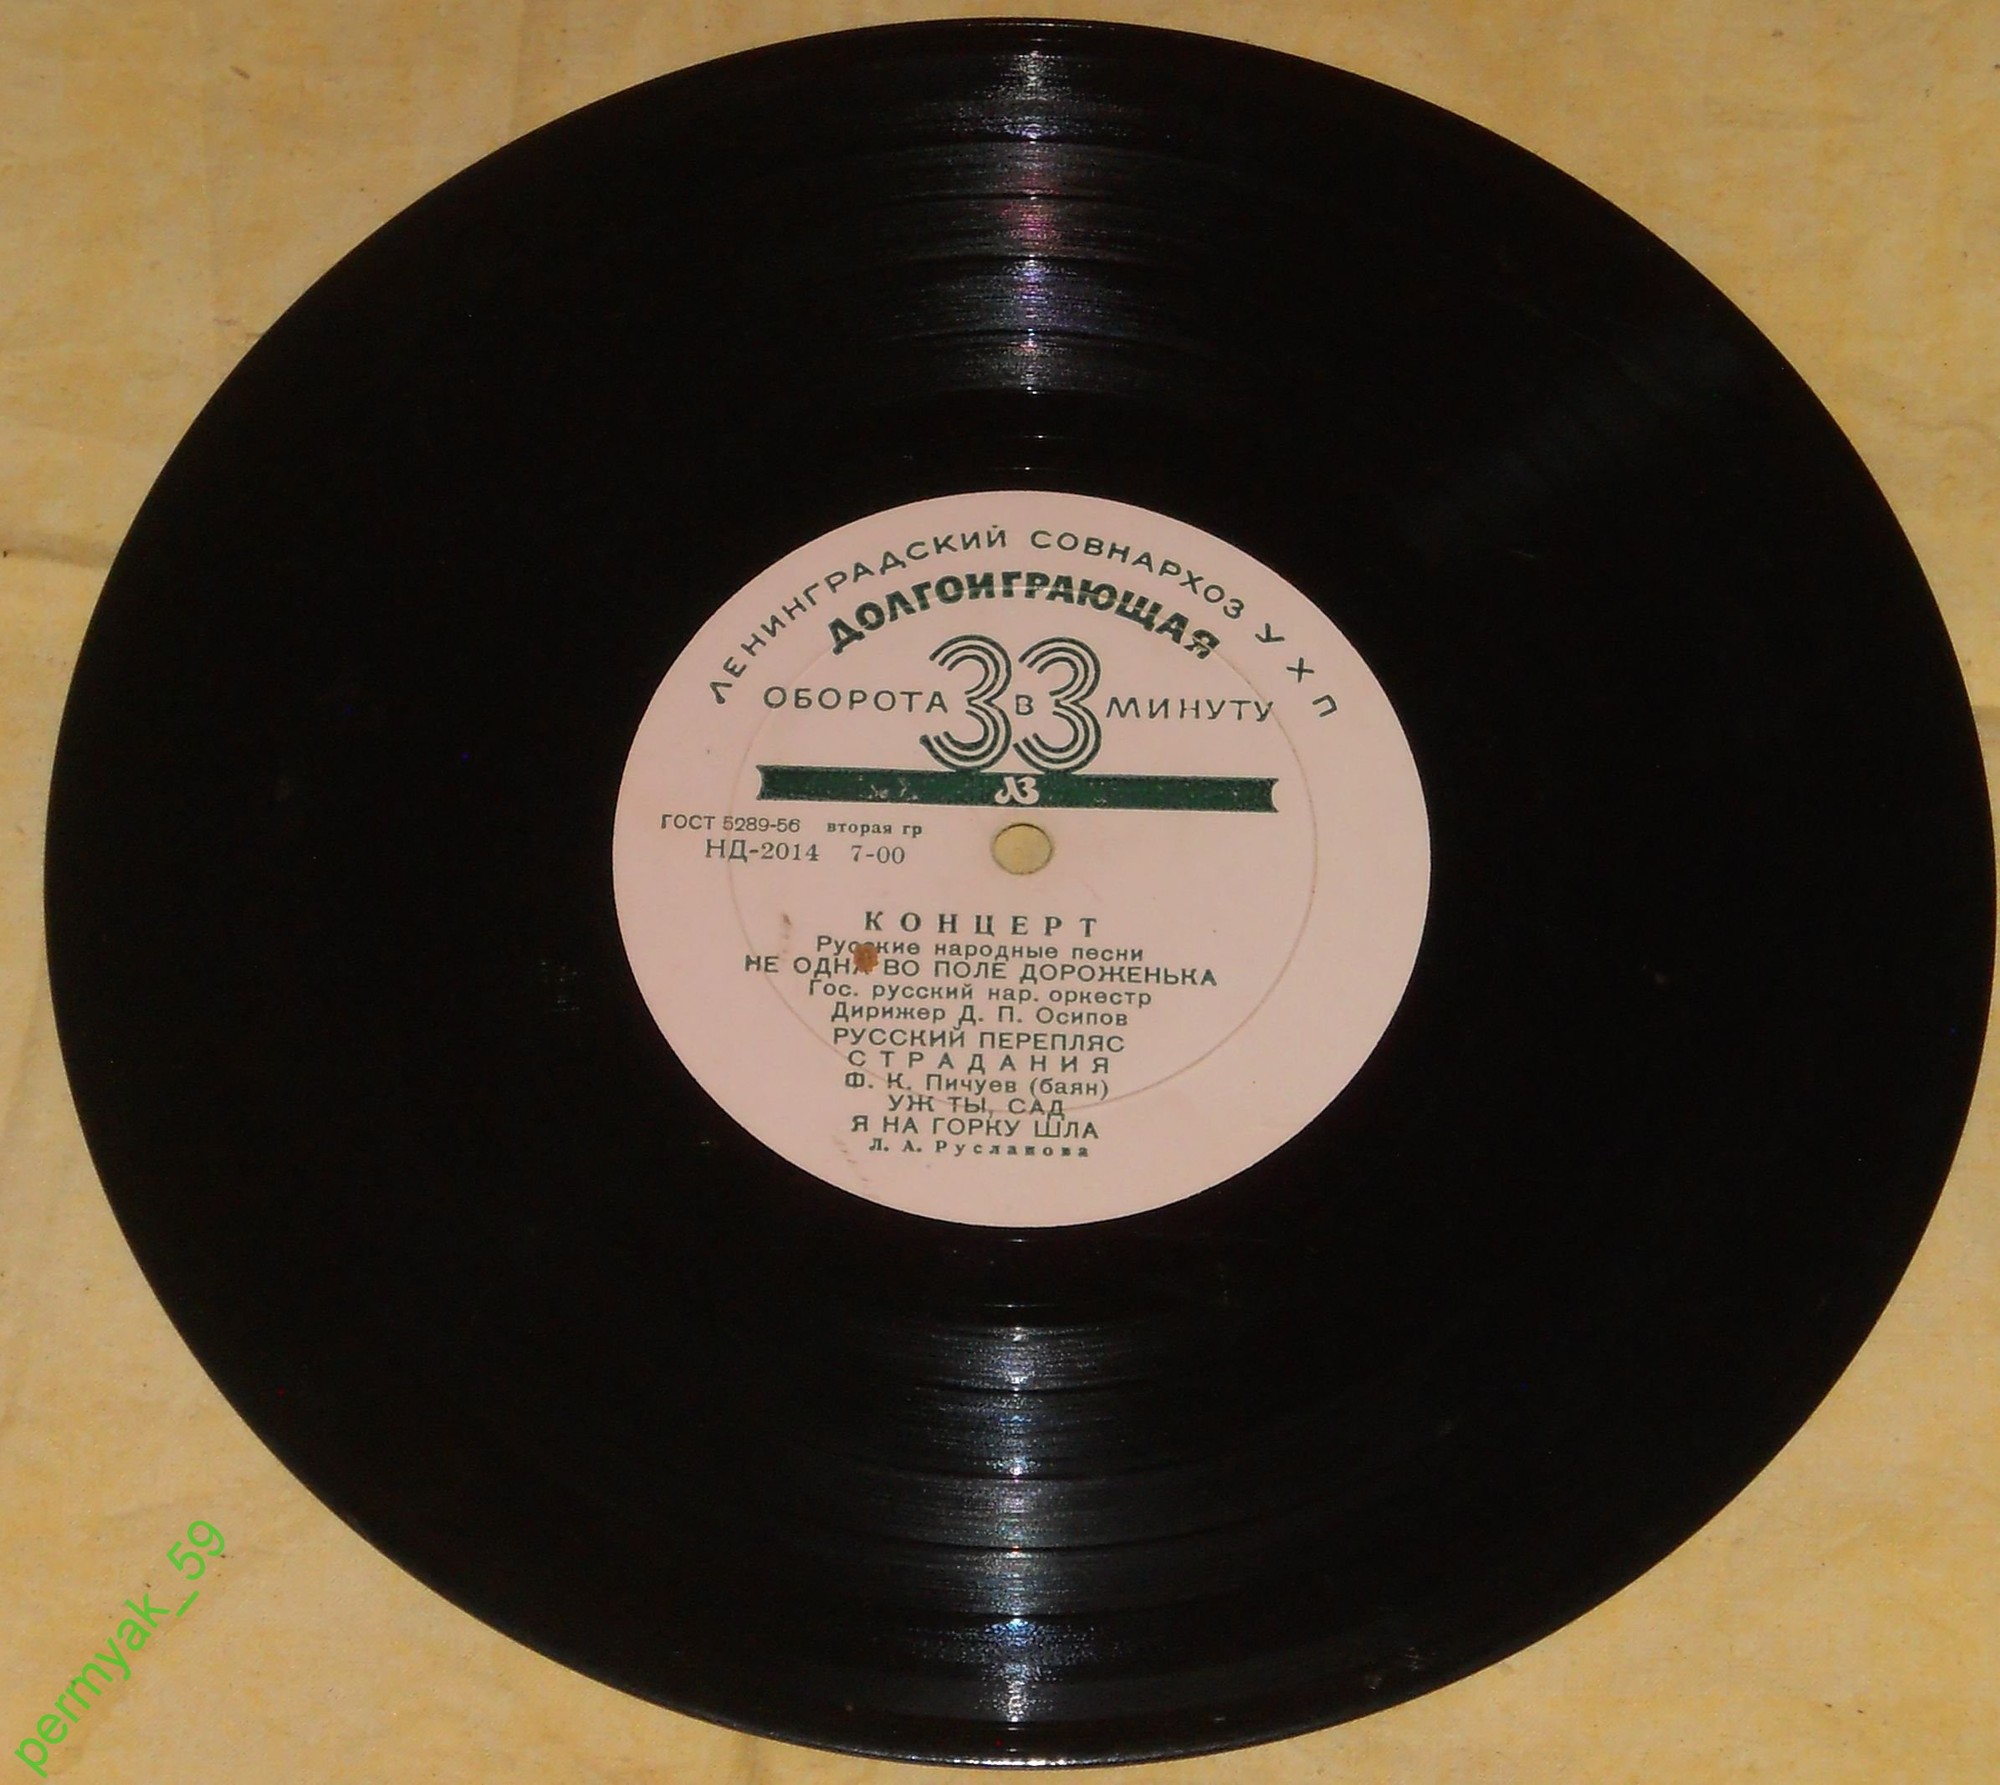 ЛЕНИНГРАДСКИЙ СОВНАРХОЗ УХП
ДОЛГОИГРАЮЩАЯ
ОБОРОТА 33 В МИНУТУ
ЛЗ
ГОСТ 5289-56 вторая гр
НД-2014 7-00
КОНЦЕРТ
Русские народные песни
НЕ ОДНА ВО ПОЛЕ ДОРОЖЕНЬКА
Гос. русский нар. оркестр
Дирижер Д. П. Осипов
РУССКИЙ ПЕРЕПЛЯС
СТРАДАНИЯ
Ф. К. Пичуев (баян)
УЖ ТЫ, САД
Я НА ГОРКУ ШЛА
Л. А. Русланова
permyak_59